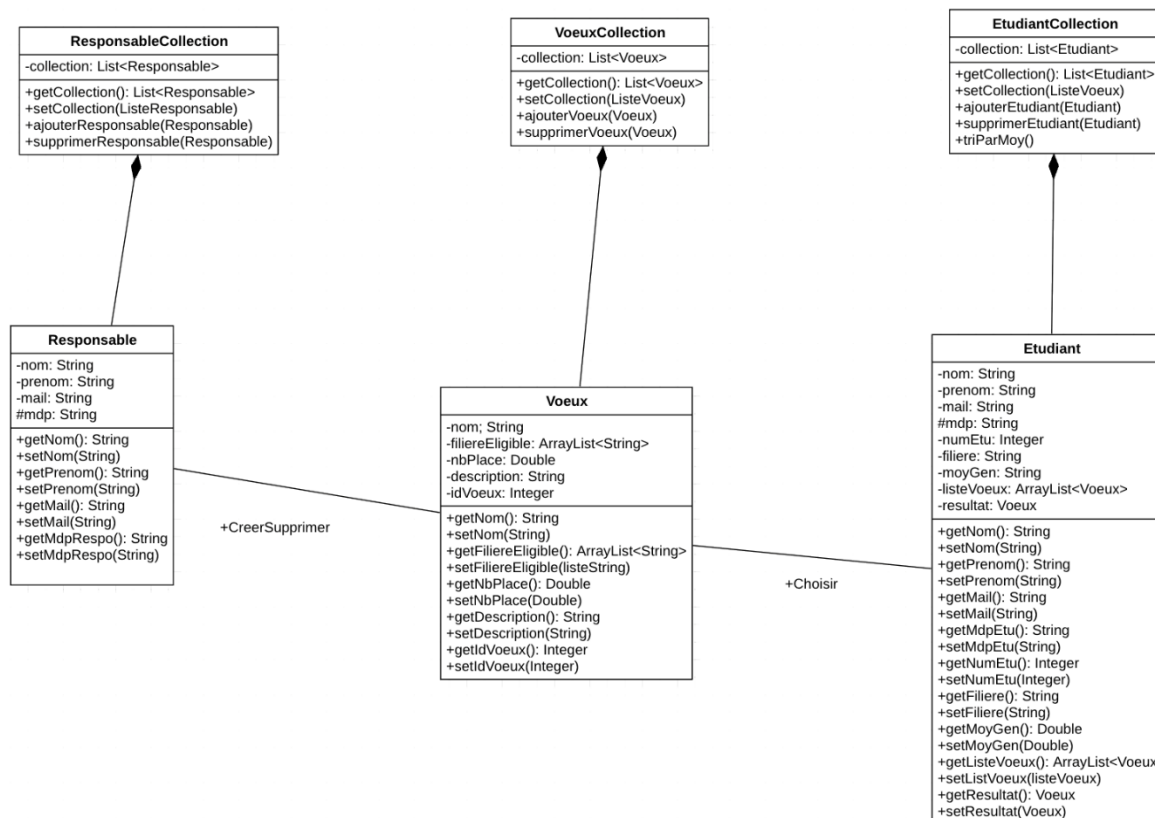 ResponsableCollection
-collection: List<Responsable>
+getCollection(): List<Responsable>
+setCollection(ListeResponsable)
+ajouterResponsable(Responsable)
+supprimerResponsable(Responsable)
VoeuxCollection
-collection: List<Voeux>
+getCollection(): List<Voeux>
+setCollection(ListeVoeux)
+ajouterVoeux(Voeux)
+supprimerVoeux(Voeux)
EtudiantCollection
-collection: List<Etudiant>
+getCollection(): List<Etudiant>
+setCollection(ListeVoeux)
+ajouterEtudiant(Etudiant)
+supprimerEtudiant(Etudiant)
+triParMoy()
Responsable
-nom: String
-prenom: String
-mail: String
#mdp: String
+getNom(): String
+setNom(String)
+getPrenom(): String
+setPrenom(String)
+getMail(): String
+setMail(String)
+getMdpRespo(): String
+setMdpRespo(String)
+CreerSupprimer
Voeux
-nom; String
-filiereEligible: ArrayList<String>
-nbPlace: Double
-description: String
-idVoeux: Integer
+getNom(): String
+setNom(String)
+getFiliereEligible(): ArrayList<String>
+setFiliereEligible(listeString)
+getNbPlace(): Double
+setNbPlace(Double)
+getDescription(): String
+setDescription(String)
+getIdVoeux(): Integer
+setIdVoeux(Integer)
+Choisir
Etudiant
-nom: String
-prenom: String
-mail: String
#mdp: String
-numEtu: Integer
-filiere: String
-moyGen: String
-listeVoeux: ArrayList<Voeux>
-resultat: Voeux
+getNom(): String
+setNom(String)
+getPrenom(): String
+setPrenom(String)
+getMail(): String
+setMail(String)
+getMdpEtu(): String
+setMdpEtu(String)
+getNumEtu(): Integer
+setNumEtu(Integer)
+getFiliere(): String
+setFiliere(String)
+getMoyGen(): Double
+setMoyGen(Double)
+getListeVoeux(): ArrayList<Voeux
+setListVoeux(listeVoeux)
+getResultat(): Voeux
+setResultat(Voeux)